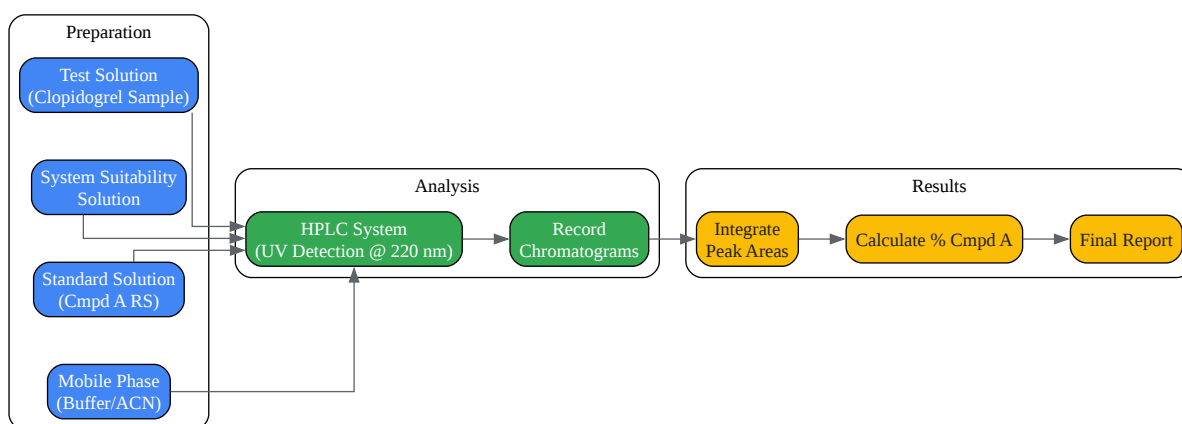 Preparation
Test Solution
(Clopidogrel Sample)
System Suitability
Solution
Standard Solution
(Cmpd A RS)
Mobile Phase
(Buffer/ACN)
Analysis
HPLC System
(UV Detection @ 220 nm)
Record
Chromatograms
Results
Integrate
Peak Areas
Calculate % Cmpd A
Final Report